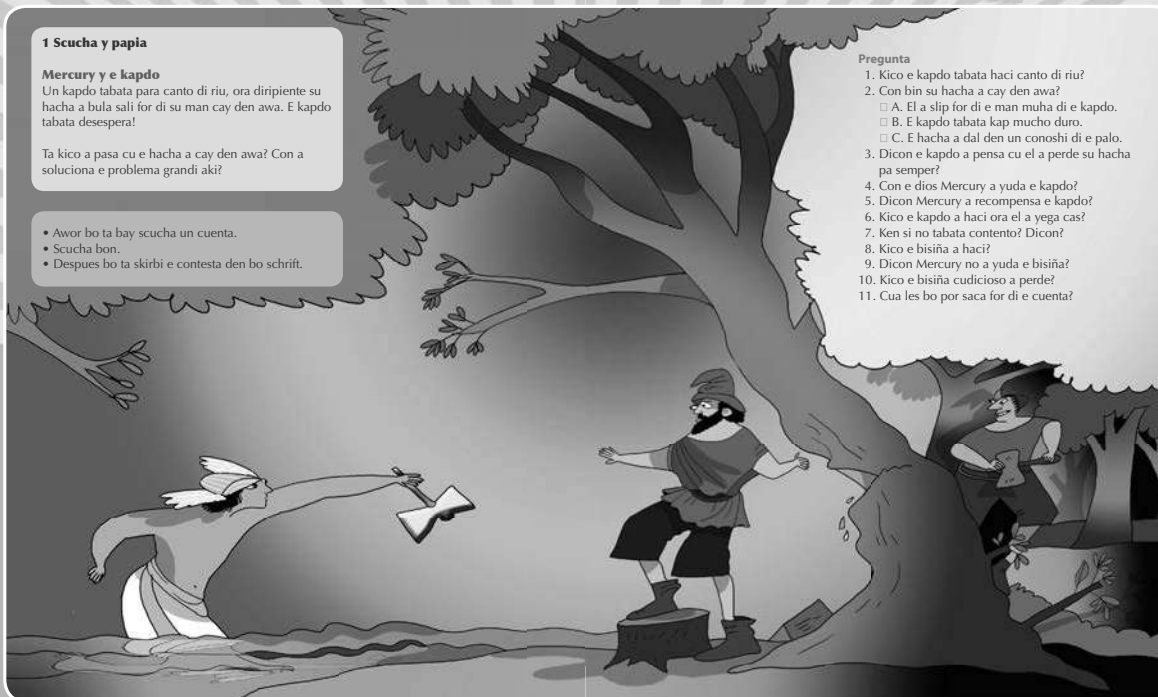 1 Scucha y papia
Mercury y e kapdo
Un kapdo tabata para canto di riu, ora diripiente su
hacha a bula sali for di su man cay den awa. E kapdo
tabata desespera!
Ta kico a pasa cu e hacha a cay den awa? Con a
soluciona e problema grandi aki?
• Awor bo ta bay scucha un cuenta.
• Scucha bon.
• Despues bo ta skirbi e contesta den bo schrift.
Pregunta
1. Kico e kapdo tabata haci canto di riu?
2. Con bin su hacha a cay den awa?
□ A. El a slip for di e man muha di e kapdo.
□ B. E kapdo tabata kap mucho duro.
□ C. E hacha a dal den un conoshi di e palo.
3. Dicon e kapdo a pensa cu el a perde su hacha
pa semper?
4. Con e dios Mercury a yuda e kapdo?
5. Dicon Mercury a recompensa e kapdo?
6. Kico e kapdo a haci ora el a yega cas?
7. Ken si no tabata contento? Dicon?
8. Kico e bisiña a haci?
9. Dicon Mercury no a yuda e bisiña?
10. Kico e bisiña cudicioso a perde?
11. Cua les bo por saca for di e cuenta?